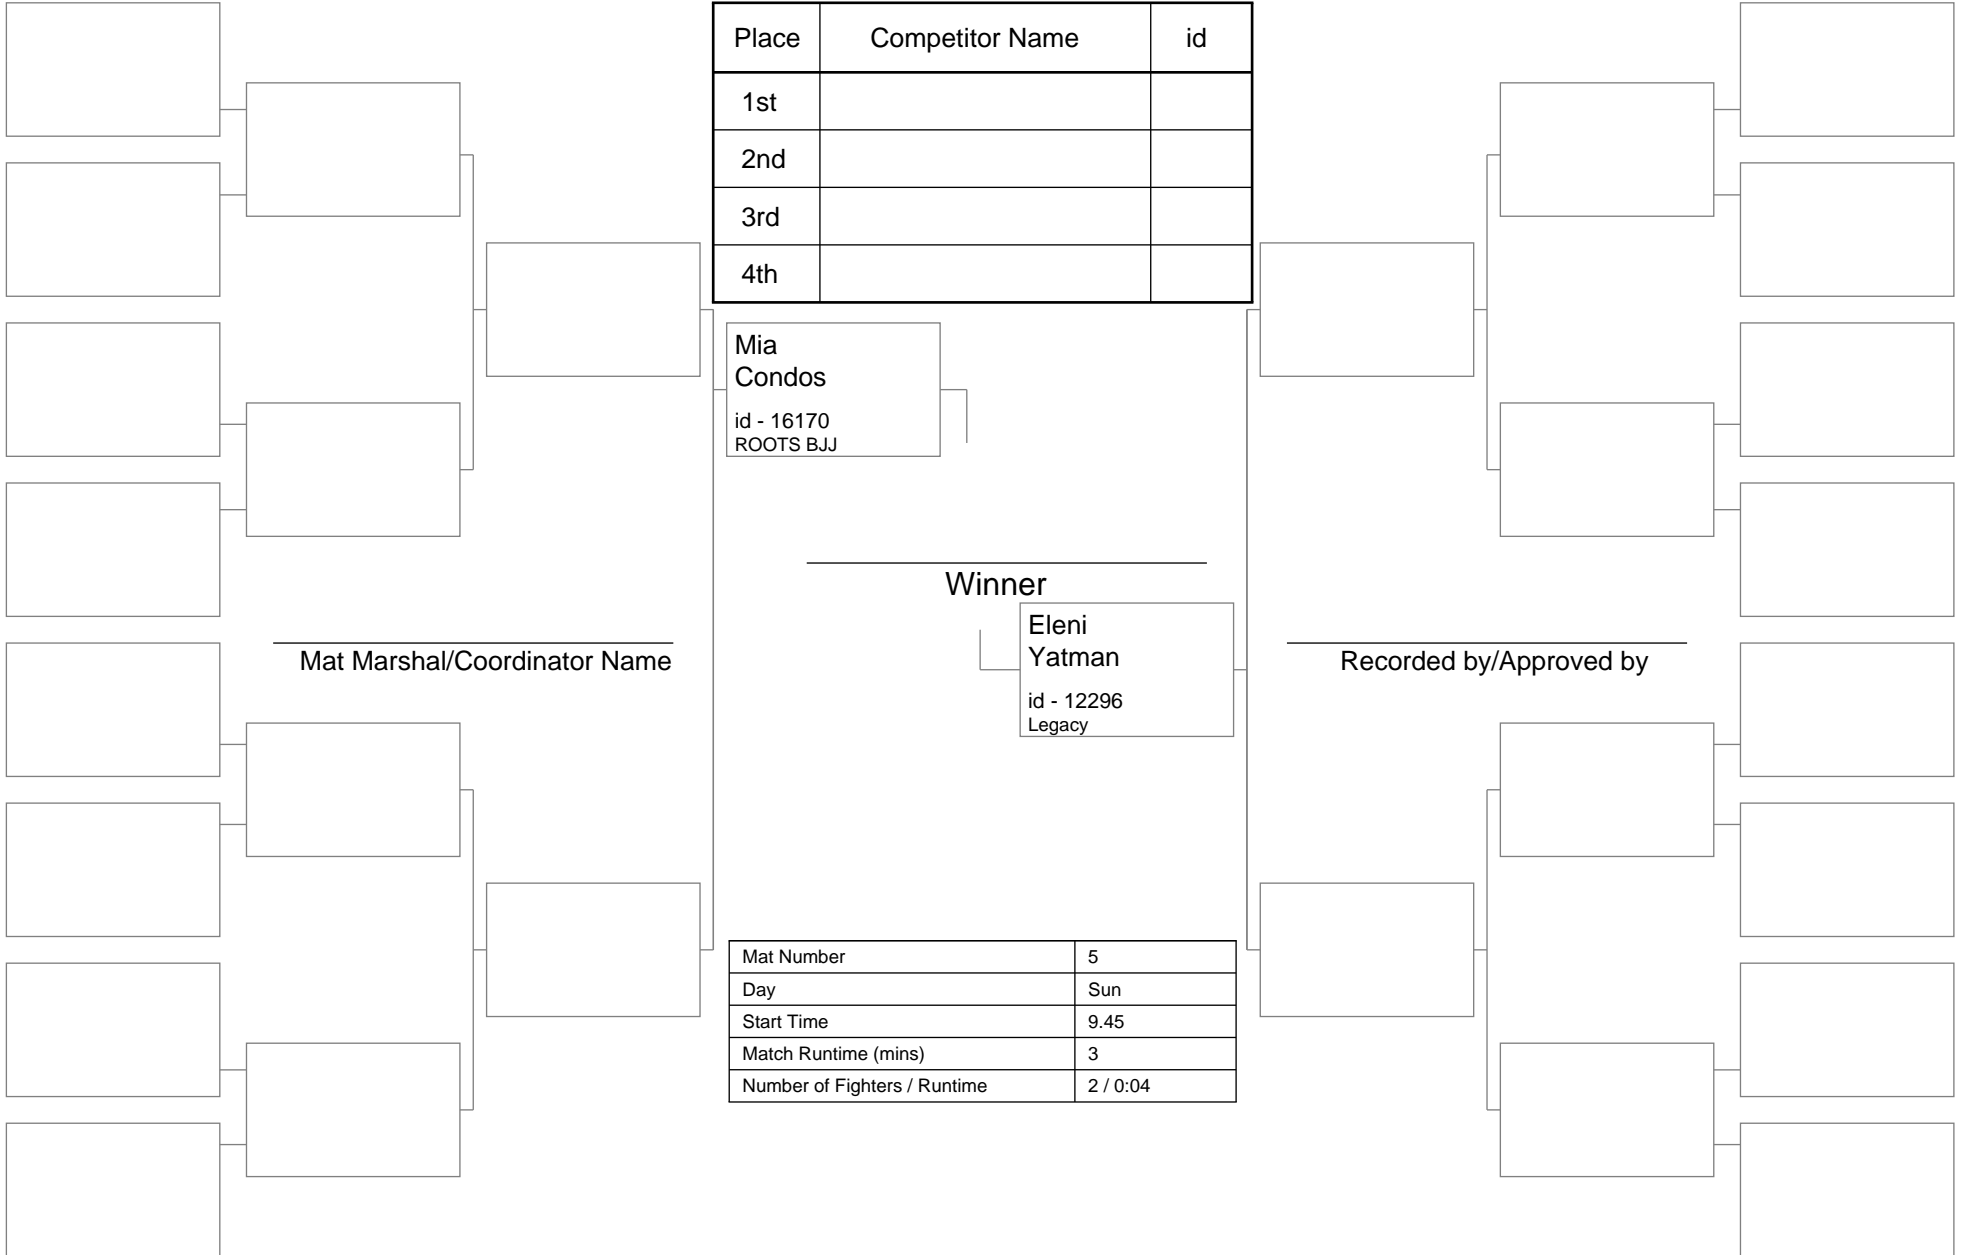 Place Competitor Name id
1st
2nd
3rd
4th
Mia
Condos
id - 16170
ROOTS BJJ
Winner
Eleni
Yatman
id - 12296
Legacy
Mat Marshal/Coordinator Name
Recorded by/Approved by
Mat Number 5
Day Sun
Start Time 9.45
Match Runtime (mins) 3
Number of Fighters / Runtime 2 / 0:04